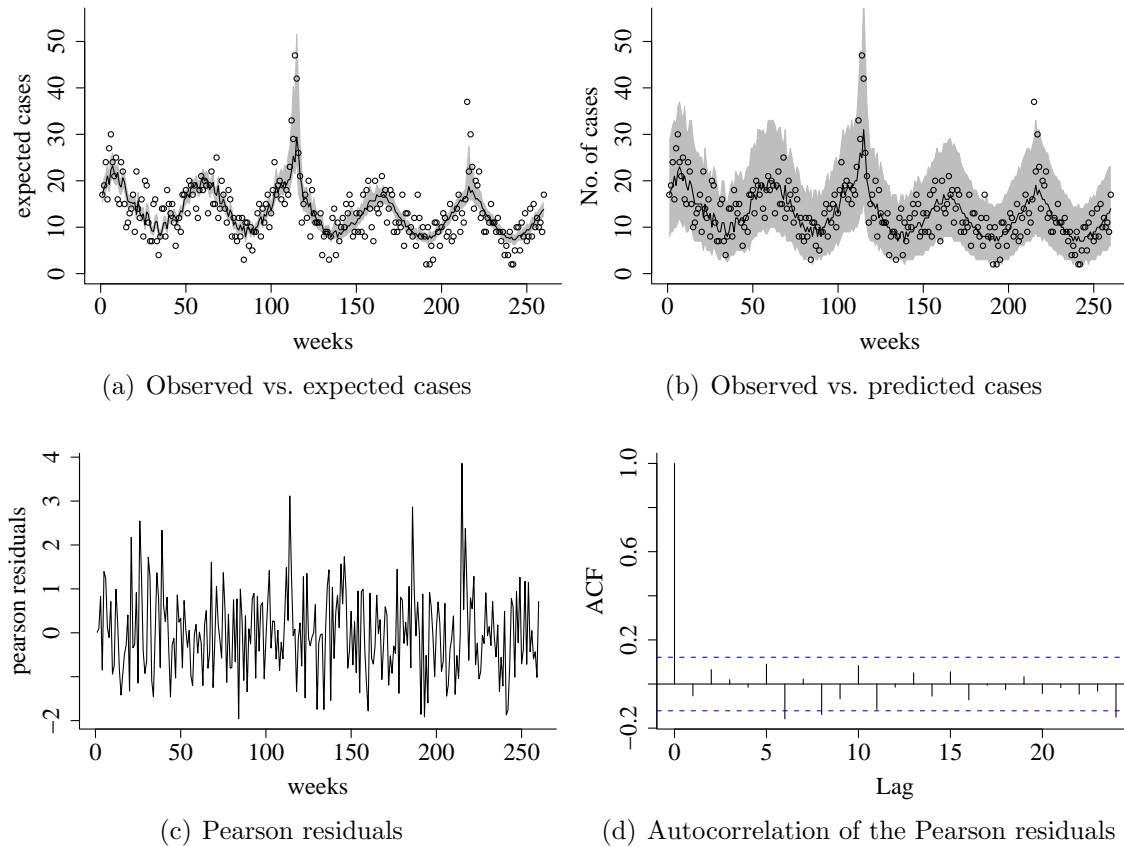 expected cases
0 10 20 30 40 50
0 50 100 150 200 250
weeks
(a) Observed vs. expected cases
No. of cases
0 10 20 30 40 50
0 50 100 150 200 250
weeks
(b) Observed vs. predicted cases
pearson residuals
−2 0 1 2 3 4
0 50 100 150 200 250
weeks
(c) Pearson residuals
ACF
−0.2 0.2 0.6 1.0
0 5 10 15 20
Lag
(d) Autocorrelation of the Pearson residuals